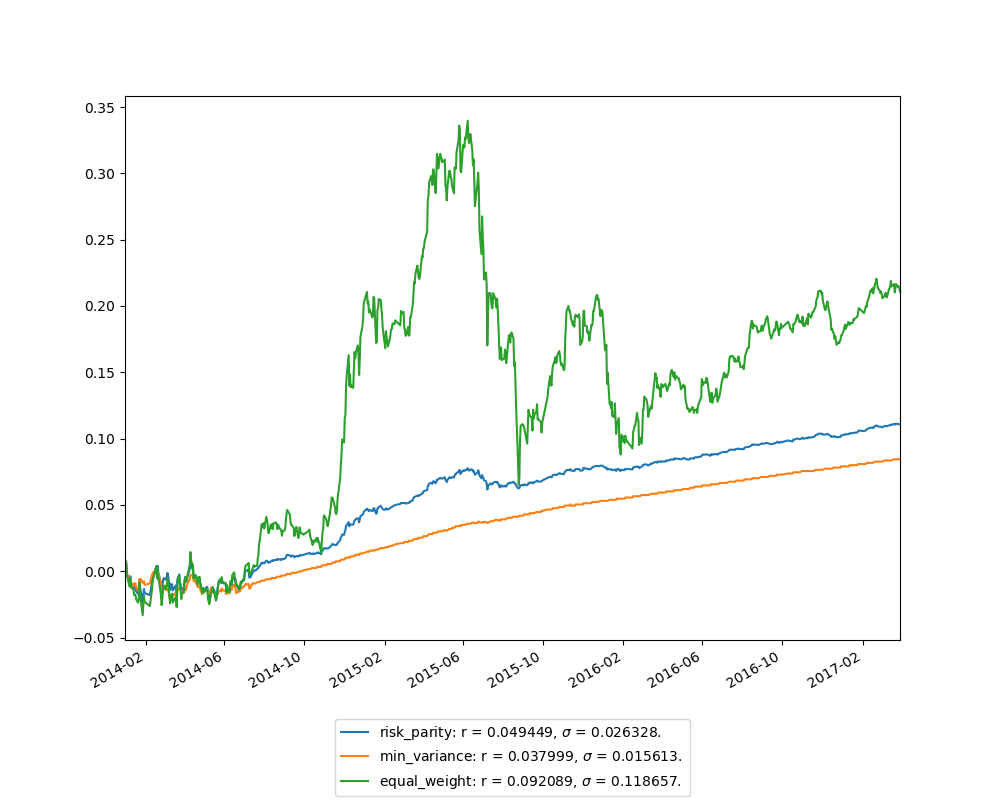 0.35
0.30
0.25
0.20
0.15
0.10
0.05
0.00
−0.05
2014-02 2014-06 2014-10 2015-02 2015-06 2015-10 2016-02 2016-06 2016-10 2017-02
risk_parity: r = 0.049449, σ = 0.026328.
min_variance: r = 0.037999, σ = 0.015613.
equal_weight: r = 0.092089, σ = 0.118657.